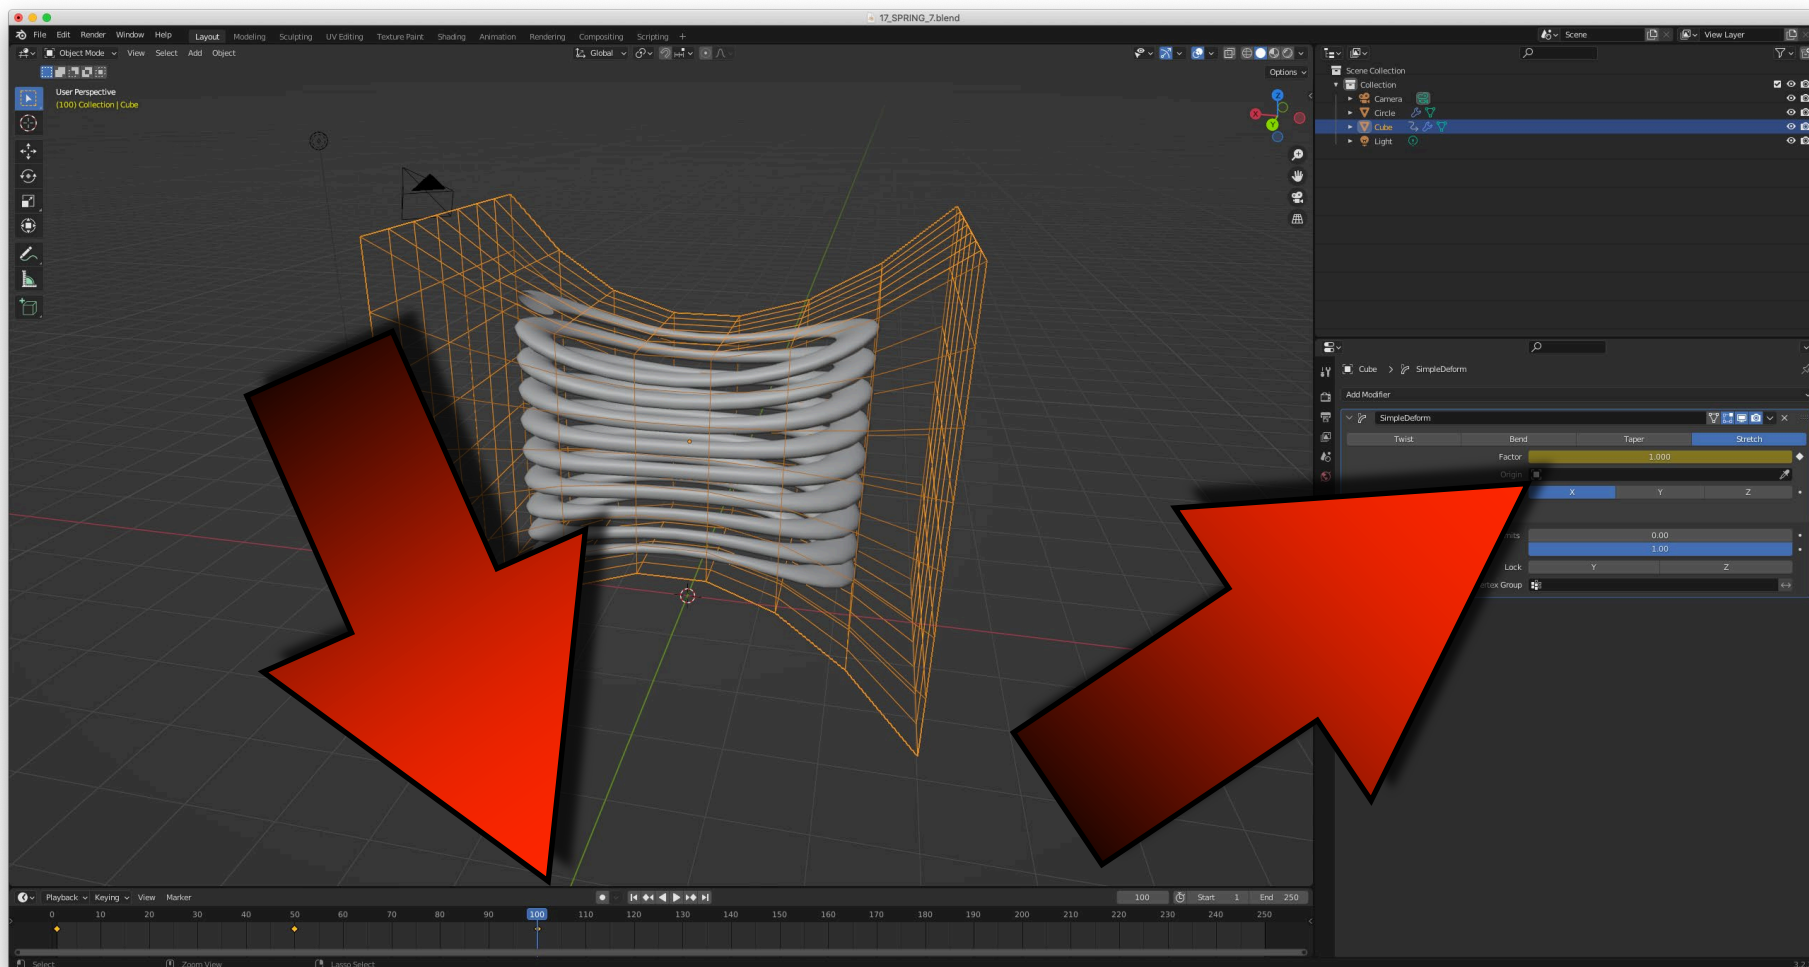 17_SPRING_7.blend
File Edit Render Window Help Layout Modeling Sculpting UV Editing Texture Paint Shading Animation Rendering Compositing Scripting + Scene View Layer
Object Mode View Select Add Object Global
Options
User Perspective
(100) Collection | Cube
X
Y
Z
Scene Collection
Collection
Camera
Circle
Cube
Light
Cube > SimpleDeform
Add Modifier
SimpleDeform
Twist Bend Taper Stretch
Factor 1.000
Origin
X Y Z
0.00
1.00
Lock Y Z
Group
Playback Keying View Marker 100 Start 1 End 250
0 10 20 30 40 50 60 70 80 90 100 110 120 130 140 150 160 170 180 190 200 210 220 230 240 250
Select Zoom View Lasso Select 3.2